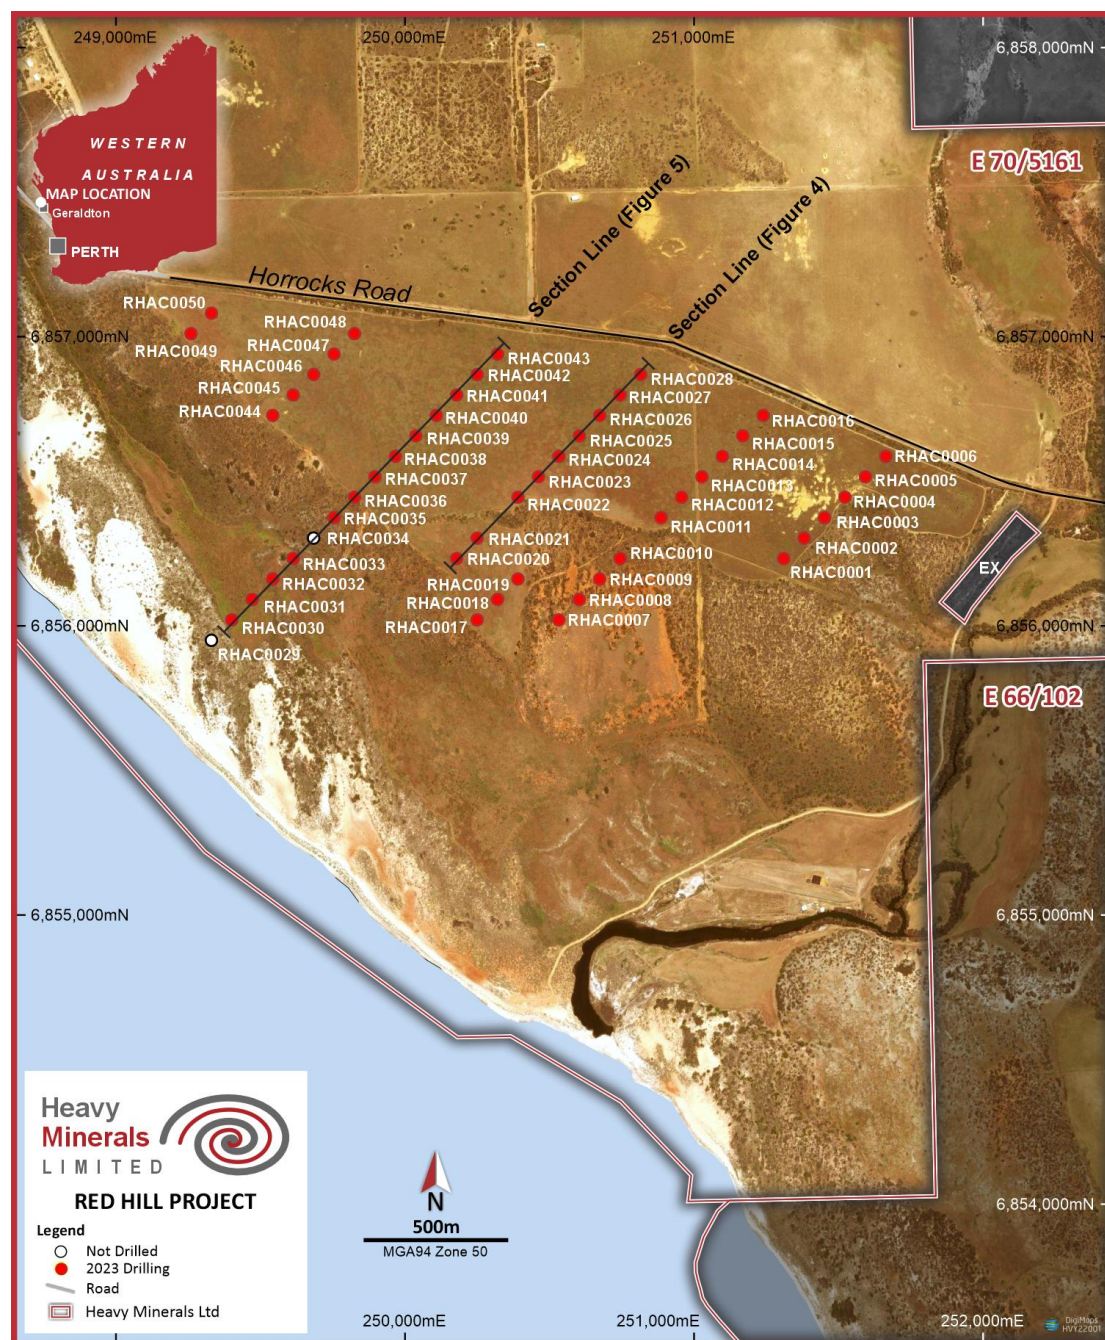 249,000mE
250,000mE
251,000mE
6,858,000mN
WESTERN
AUSTRALIA
MAP LOCATION
Geraldton
PERTH
E 70/5161
Section Line (Figure 5)
Section Line (Figure 4)
Horrocks Road
RHAC0050
RHAC0049
RHAC0048
RHAC0047
RHAC0046
RHAC0045
RHAC0044
6,857,000mN
6,857,000mN
RHAC0043
RHAC0042
RHAC0041
RHAC0040
RHAC0039
RHAC0038
RHAC0037
RHAC0036
RHAC0035
RHAC0034
RHAC0033
RHAC0032
RHAC0031
RHAC0030
RHAC0029
RHAC0028
RHAC0027
RHAC0026
RHAC0025
RHAC0024
RHAC0023
RHAC0022
RHAC0021
RHAC0020
RHAC0019
RHAC0018
RHAC0017
RHAC0016
RHAC0015
RHAC0014
RHAC0013
RHAC0012
RHAC0011
RHAC0010
RHAC0009
RHAC0008
RHAC0007
RHAC0006
RHAC0005
RHAC0004
RHAC0003
RHAC0002
RHAC0001
EX
6,856,000mN
6,856,000mN
E 66/102
6,855,000mN
6,855,000mN
6,854,000mN
Heavy
Minerals
LIMITED
RED HILL PROJECT
Legend
Not Drilled
2023 Drilling
Road
Heavy Minerals Ltd
N
500m
MGA94 Zone 50
250,000mE
251,000mE
252,000mE
DigiMaps
HVY22001